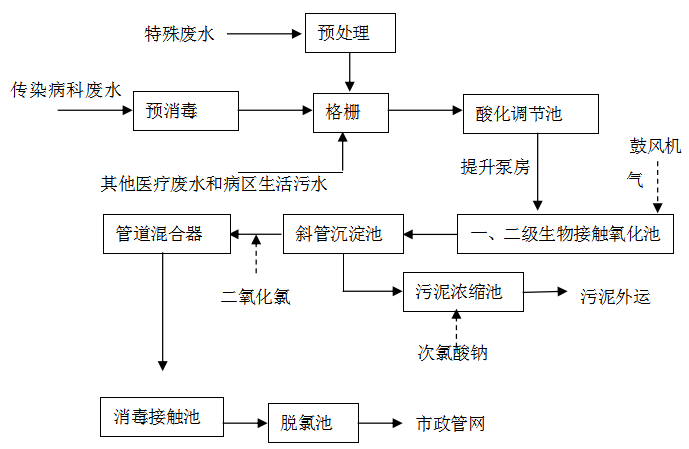 特殊废水
预处理
传染病科废水
预消毒
格栅
酸化调节池
其他医疗废水和病区生活污水
提升泵房
鼓风机
气
管道混合器
斜管沉淀池
一、二级生物接触氧化池
二氧化氯
污泥浓缩池
污泥外运
次氯酸钠
消毒接触池
脱氯池
市政管网